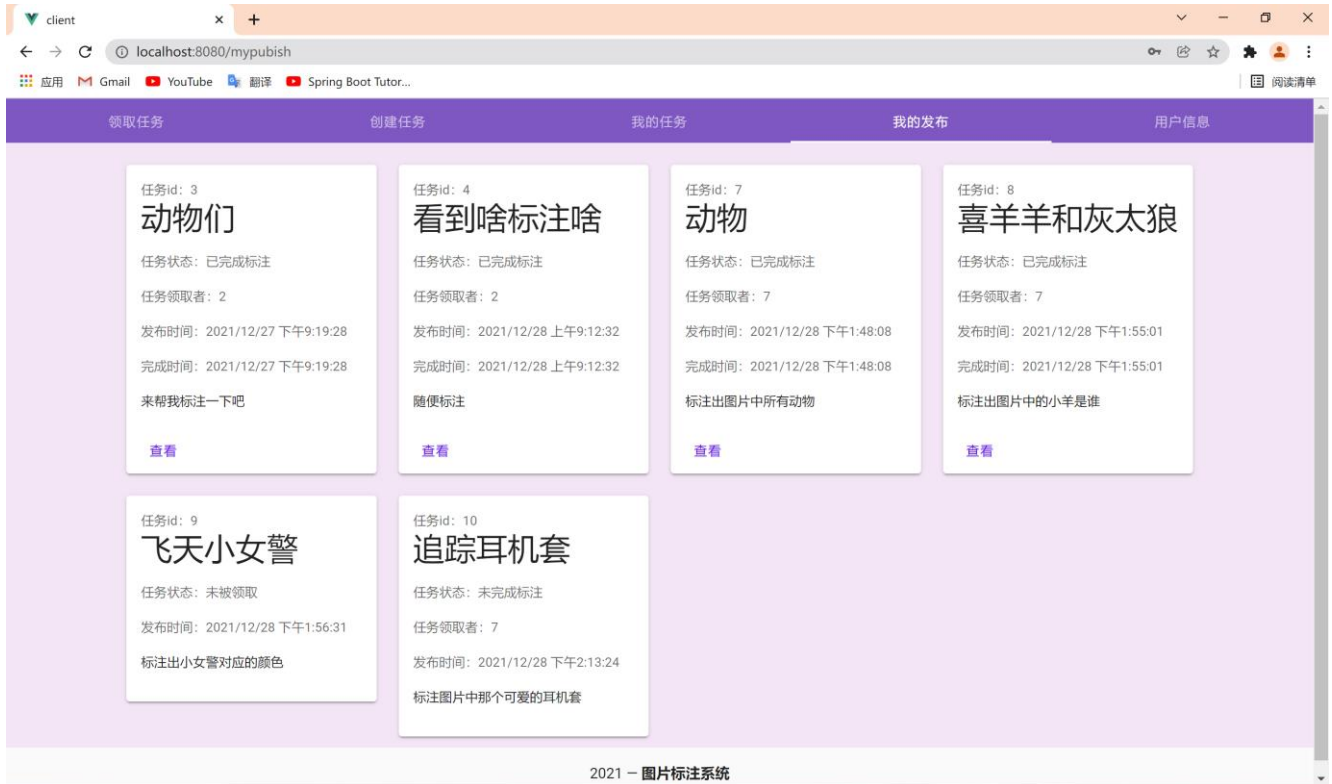 client
localhost:8080/mypubish
应用 Gmail YouTube 翻译 Spring Boot Tutor... 阅读清单
领取任务 创建任务 我的任务 我的发布 用户信息
任务id：3
动物们
任务状态：已完成标注
任务领取者：2
发布时间：2021/12/27 下午9:19:28
完成时间：2021/12/27 下午9:19:28
来帮我标注一下吧
查看
任务id：4
看到啥标注啥
任务状态：已完成标注
任务领取者：2
发布时间：2021/12/28 上午9:12:32
完成时间：2021/12/28 上午9:12:32
随便标注
查看
任务id：7
动物
任务状态：已完成标注
任务领取者：7
发布时间：2021/12/28 下午1:48:08
完成时间：2021/12/28 下午1:48:08
标注出图片中所有动物
查看
任务id：8
喜羊羊和灰太狼
任务状态：已完成标注
任务领取者：7
发布时间：2021/12/28 下午1:55:01
完成时间：2021/12/28 下午1:55:01
标注出图片中的小羊是谁
查看
任务id：9
飞天小女警
任务状态：未被领取
发布时间：2021/12/28 下午1:56:31
标注出小女警对应的颜色
任务id：10
追踪耳机套
任务状态：未完成标注
任务领取者：7
发布时间：2021/12/28 下午2:13:24
标注图片中那个可爱的耳机套
2021 — 图片标注系统